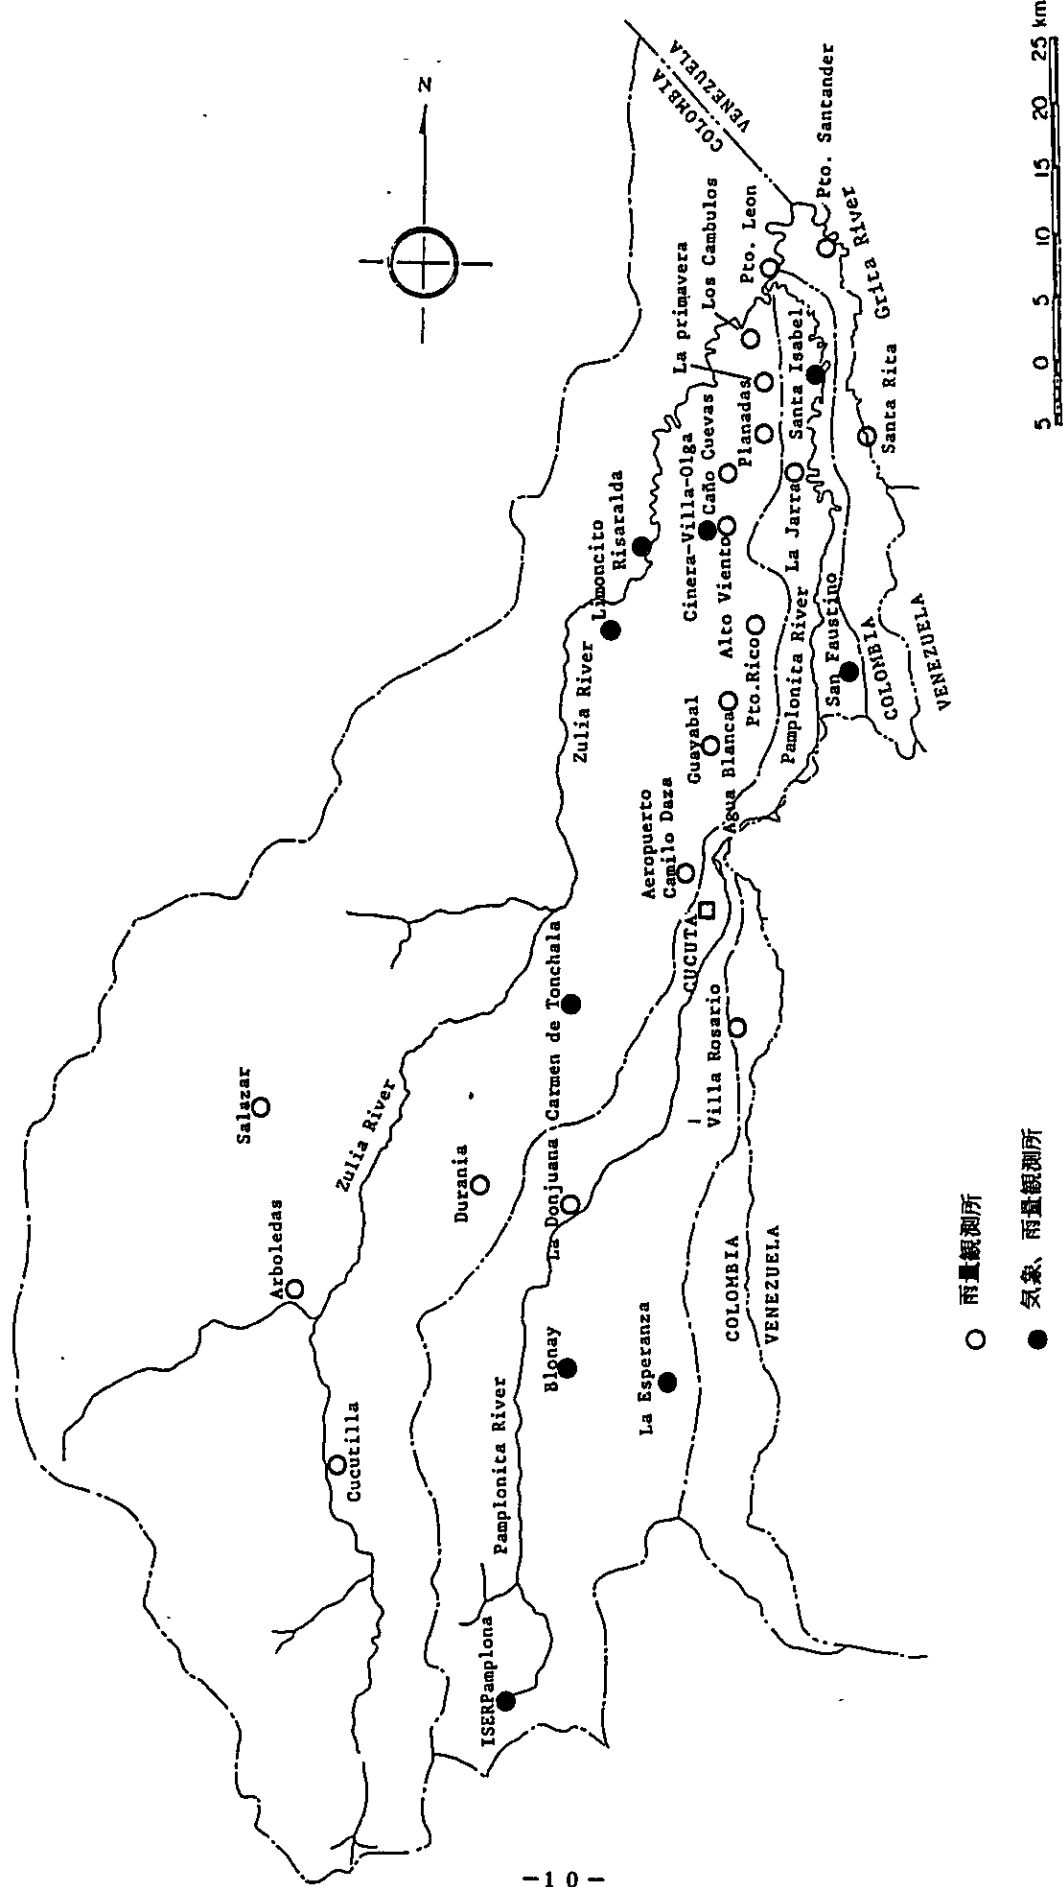 N
VENEZUELA
COLOMBIA
Pto. Santander
Grita River
Pto. Leon
Los Cambulos
La primavera
Santa Isabel
Santa Rita
Planadas
Caño Cuevas
Cinera-Villa-Olga
La Jarra
Alto Viento
Risaralda
Limoncito
Zulia River
Pto.Rico
Pamplonita River
San Faustino
COLOMBIA
VENEZUELA
Guayabal
Agua Blanca
Aeropuerto
Camilo Daza
CUCUTA
Carmen de Tonchala
Villa Rosario
Salazar
Zulia River
Durania
La Donjuana
Arboledas
COLOMBIA
VENEZUELA
Blonay
La Esperanza
Cucutilla
Pamplonita River
ISERPamplona
5 0 5 10 15 20 25 km
雨量観測所
気象、雨量観測所
-10-